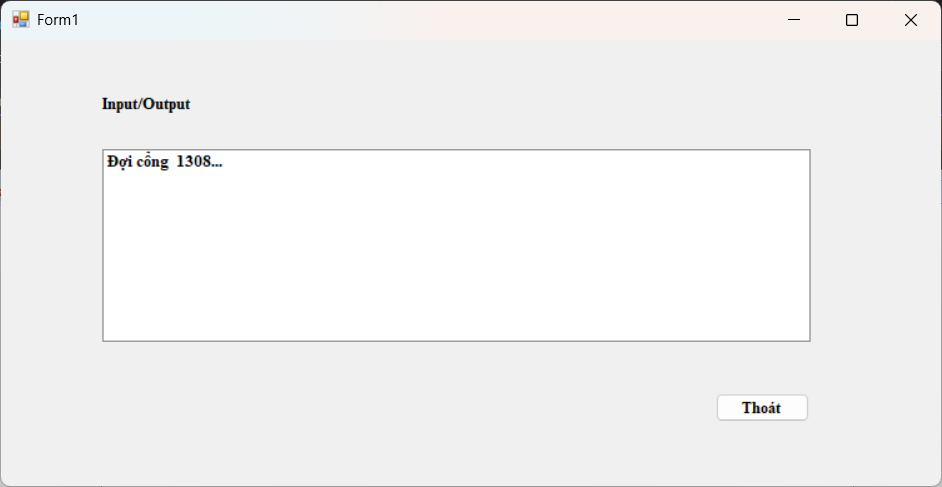 Form1
Input/Output
Đợi cổng 1308...
Thoát